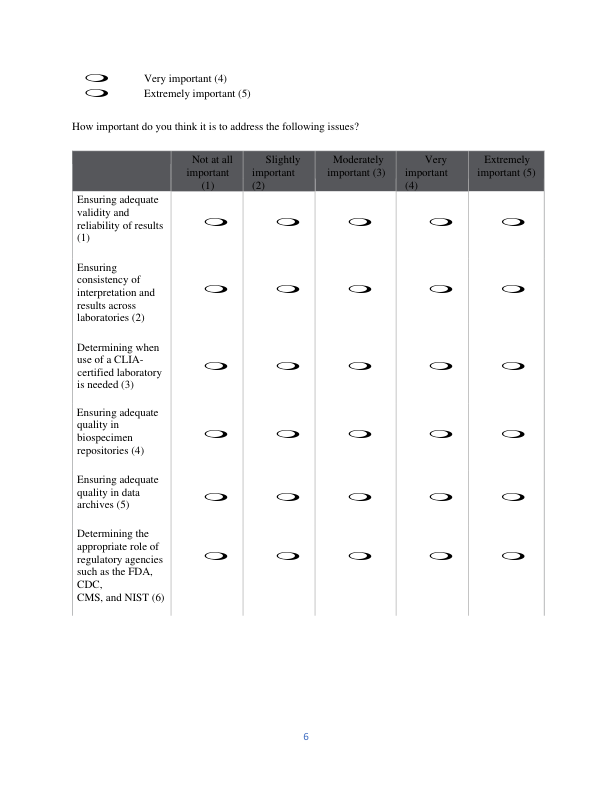 Very important (4)
Extremely important (5)
How important do you think it is to address the following issues?
Not at all
important
(1)
Slightly
important
(2)
Moderately
important (3)
Very
important
(4)
Extremely
important (5)
Ensuring adequate
validity and
reliability of results
(1)
Ensuring
consistency of
interpretation and
results across
laboratories (2)
Determining when
use of a CLIA-
certified laboratory
is needed (3)
Ensuring adequate
quality in
biospecimen
repositories (4)
Ensuring adequate
quality in data
archives (5)
Determining the
appropriate role of
regulatory agencies
such as the FDA,
CDC,
CMS, and NIST (6)
6